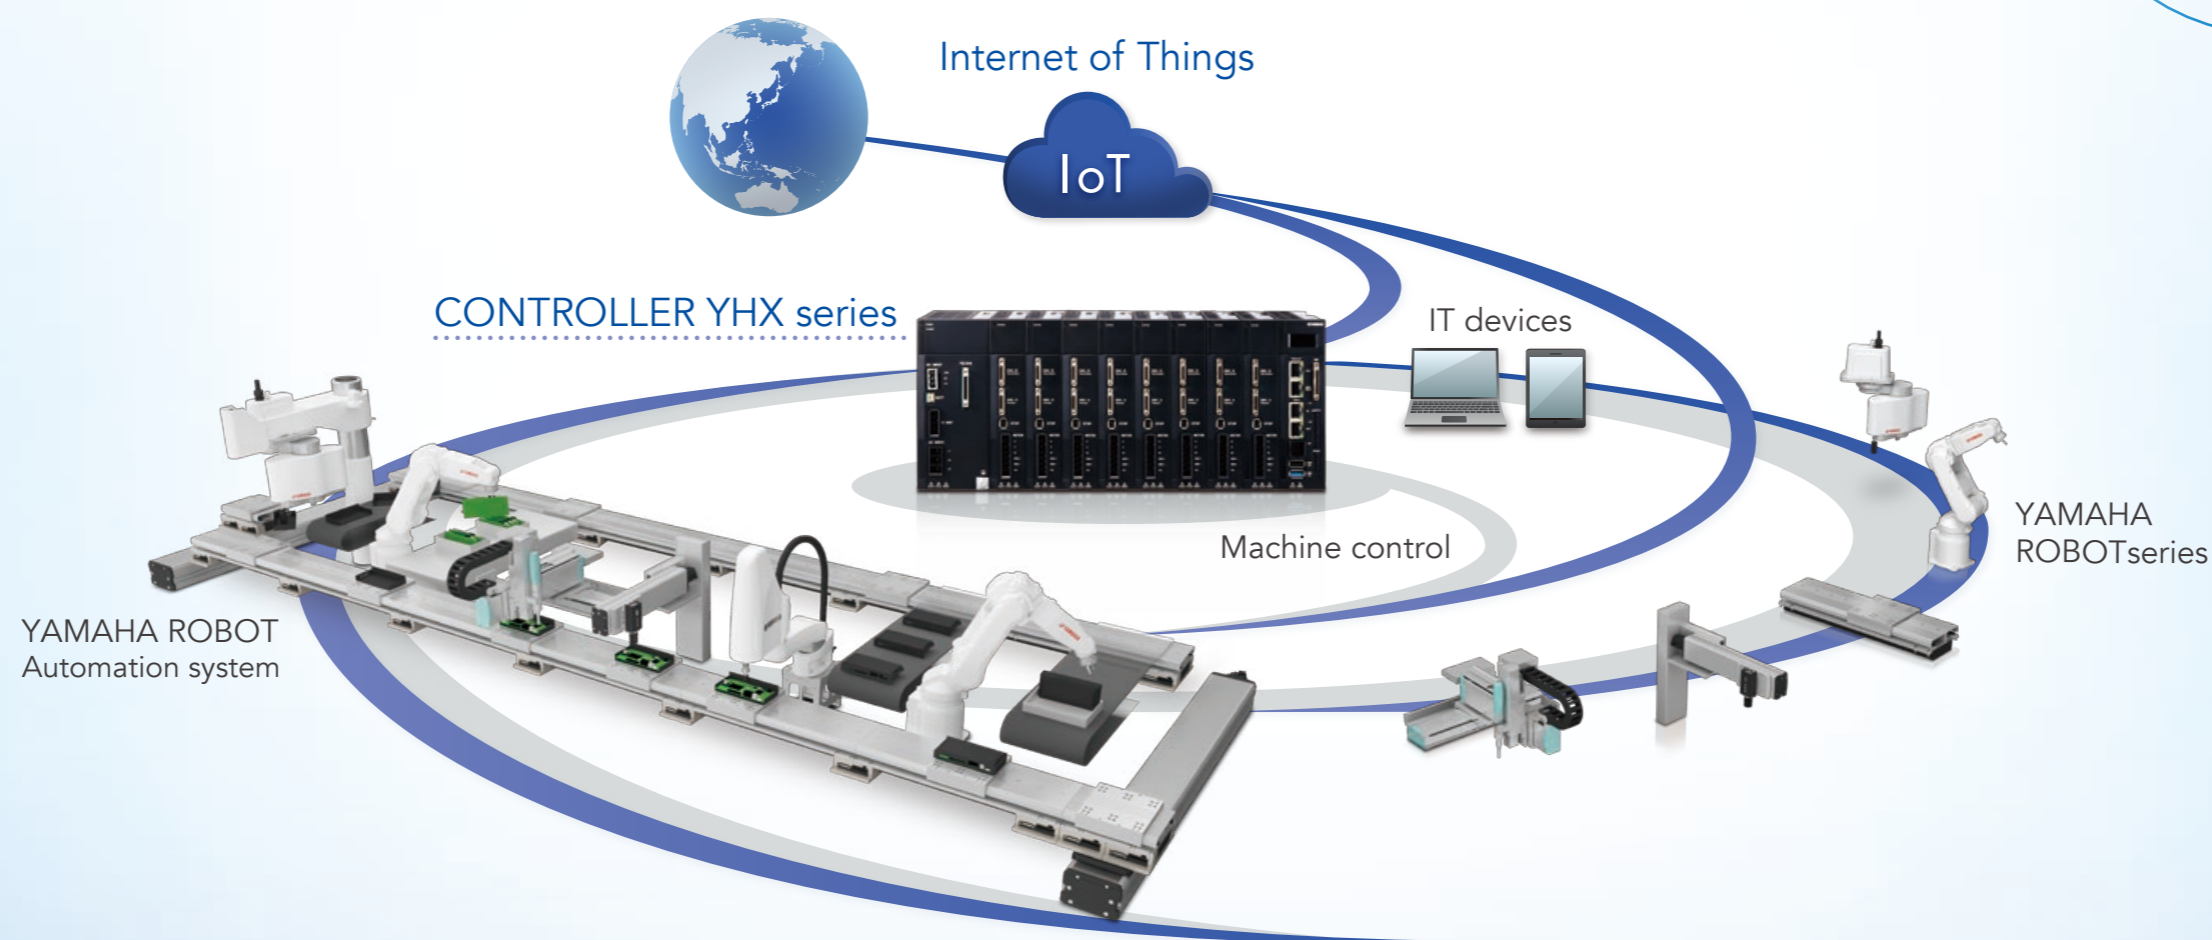 Internet of Things
IoT
CONTROLLER YHX series
IT devices
YAMAHA
ROBOTseries
Machine control
YAMAHA ROBOT
Automation system